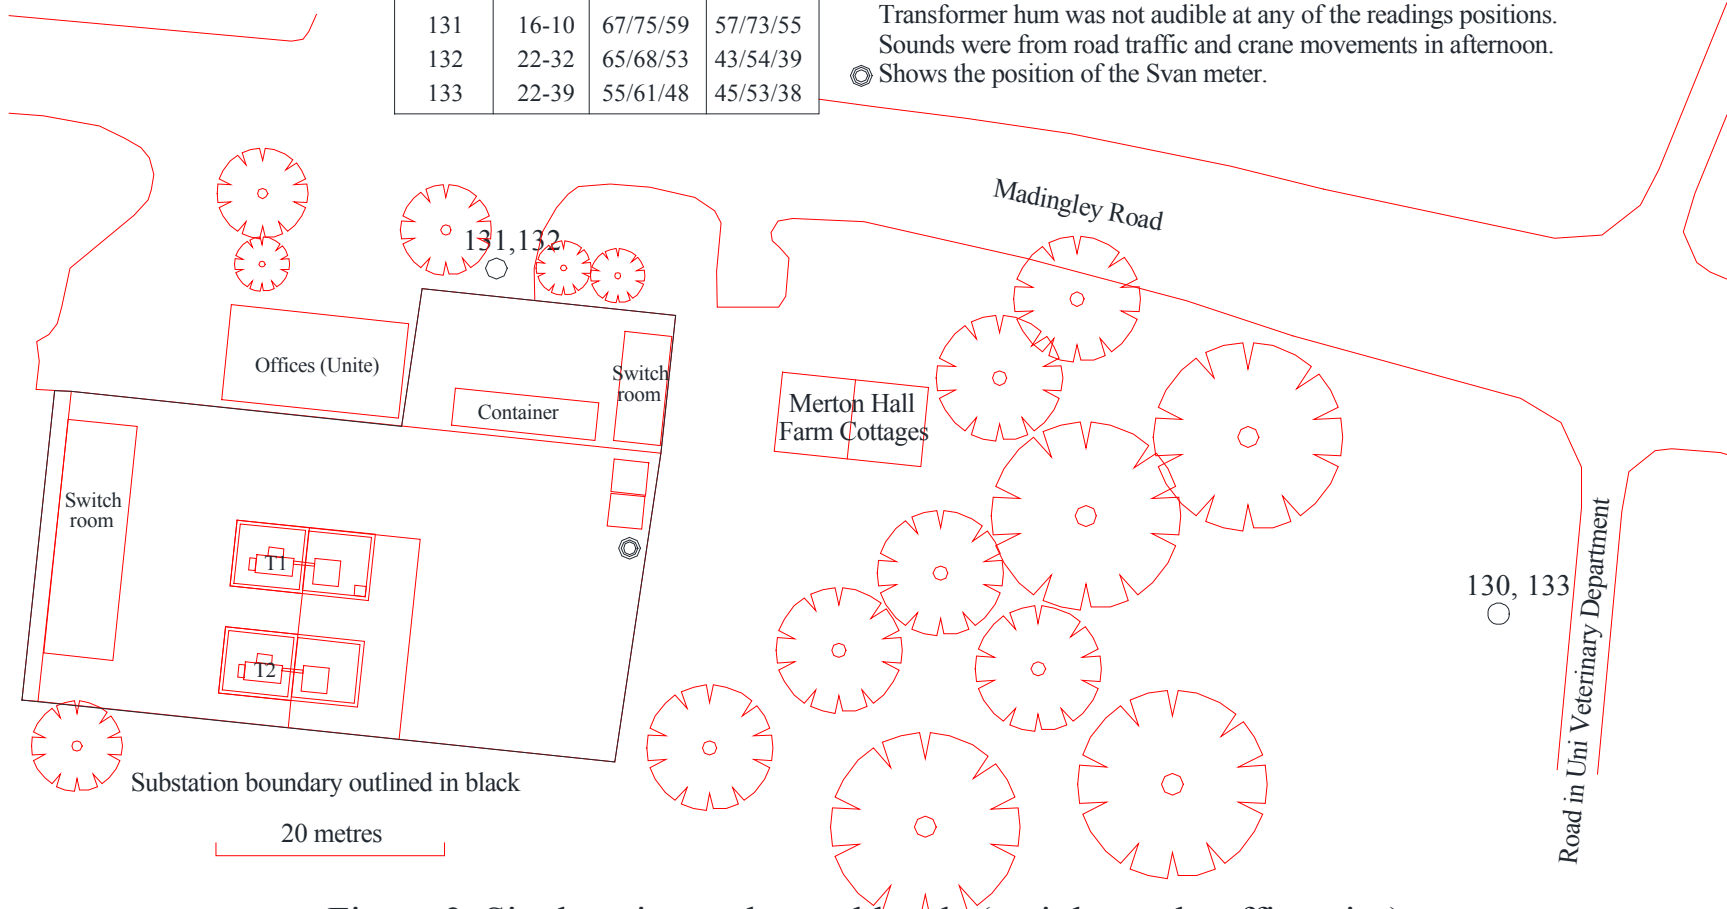 131 16-10 67/75/59 57/73/55
132 22-32 65/68/53 43/54/39
133 22-39 55/61/48 45/53/38
Transformer hum was not audible at any of the readings positions.
Sounds were from road traffic and crane movements in afternoon.
Shows the position of the Svan meter.
Madingley Road
131,132
Offices (Unite)
Switch
room
Container
Merton Hall
Farm Cottages
Switch
room
T1
T2
130, 133
Road in Uni Veterinary Department
Substation boundary outlined in black
20 metres